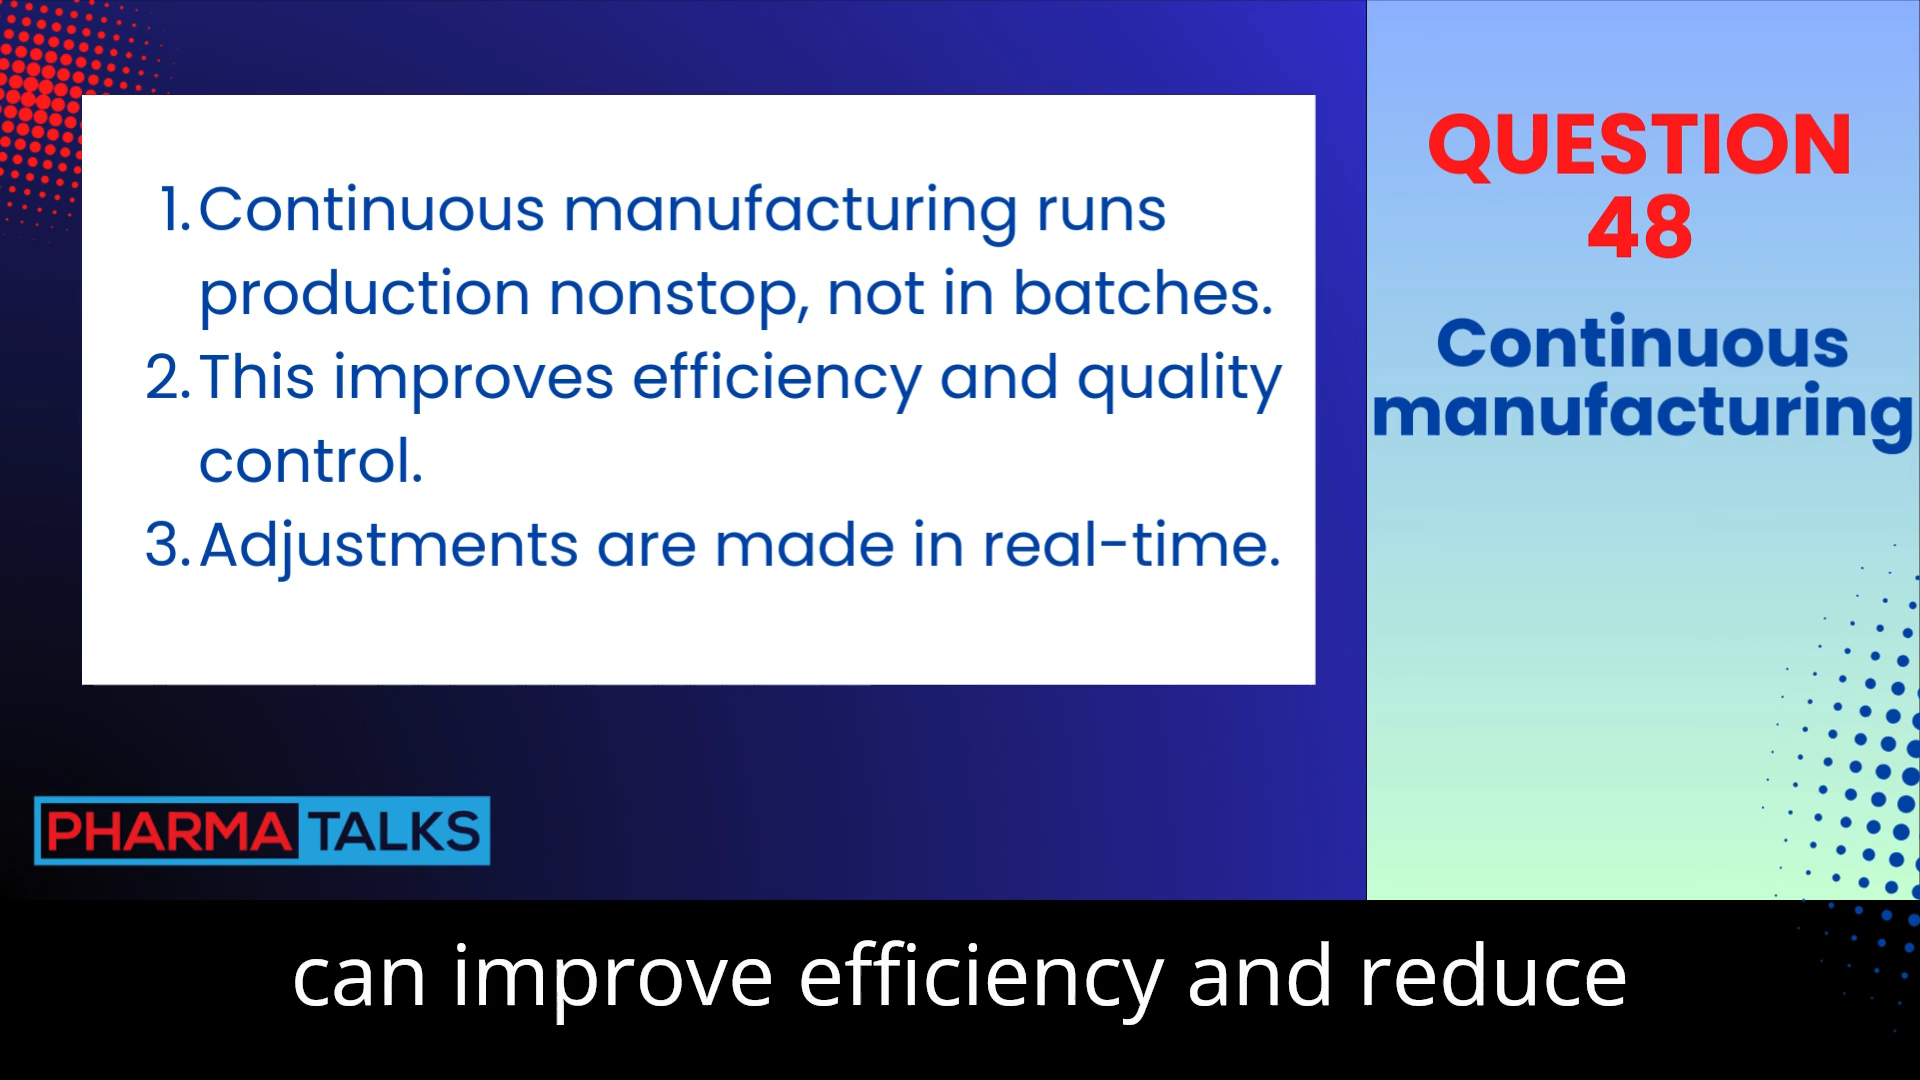 1. Continuous manufacturing runs
production nonstop, not in batches.
2. This improves efficiency and quality
control.
3. Adjustments are made in real-time.
QUESTION
48
Continuous
manufacturing
PHARMA TALKS
can improve efficiency and reduce